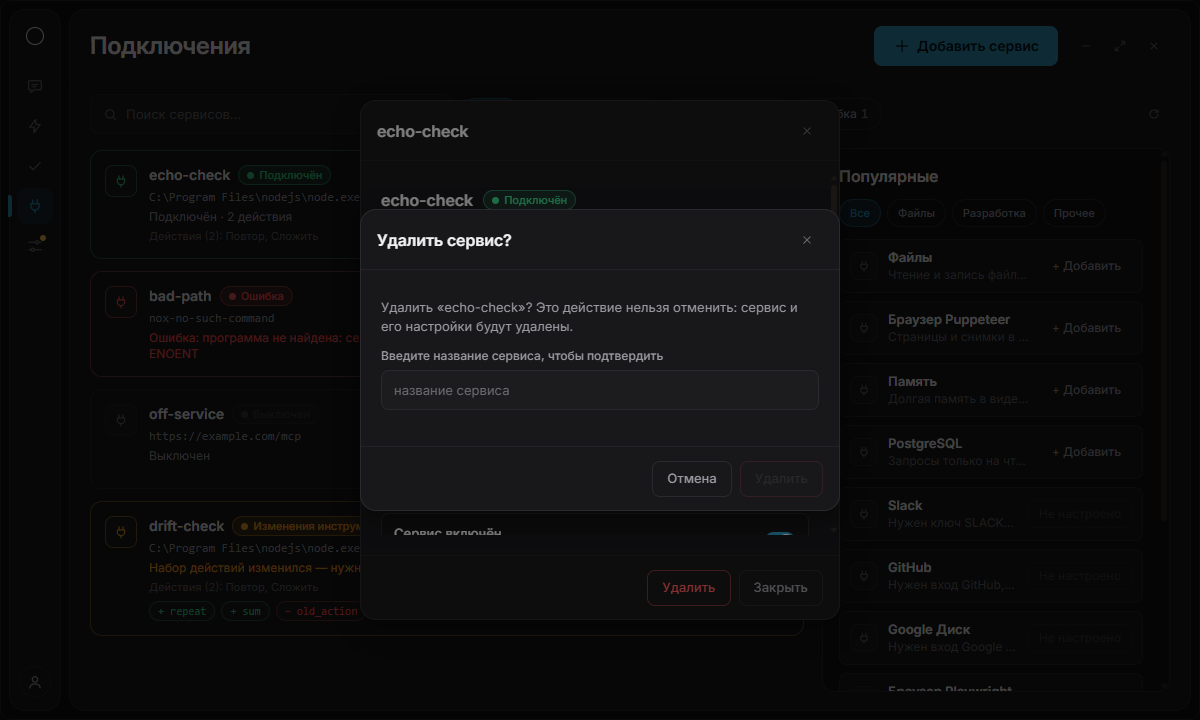 Подключения
+ Добавить сервис
Поиск сервисов...
бка 1
echo-check
Подключён
C:\Program Files\nodejs\node.exe
Подключён · 2 действия
Действия (2): Повтор, Сложить
bad-path
Ошибка
nox-no-such-command
Ошибка: программа не найдена:
ENOENT
off-service
Выключен
https://example.com/mcp
Выключен
drift-check
Изменения
C:\Program Files\nodejs\node.exe
Набор действий изменился —
Действия (2): Повтор, Сложить
+ repeat
+ sum
− old_action
echo-check
echo-check
Подключён
Удалить сервис?
Удалить «echo-check»? Это действие нельзя отменить: сервис и
его настройки будут удалены.
Введите название сервиса, чтобы подтвердить
название сервиса
Отмена
Удалить
Сервис включён
Удалить
Закрыть
Популярные
Все
Файлы
Разработка
Прочее
Файлы
Чтение и запись файл...
+ Добавить
Браузер Puppeteer
Страницы и снимки в ...
+ Добавить
Память
Долгая память в виде...
+ Добавить
PostgreSQL
Запросы только на чт...
+ Добавить
Slack
Нужен ключ SLACK...
Не настроено
GitHub
Нужен вход GitHub,...
Не настроено
Google Диск
Нужен вход Google ...
Не настроено
Браузер Playwright